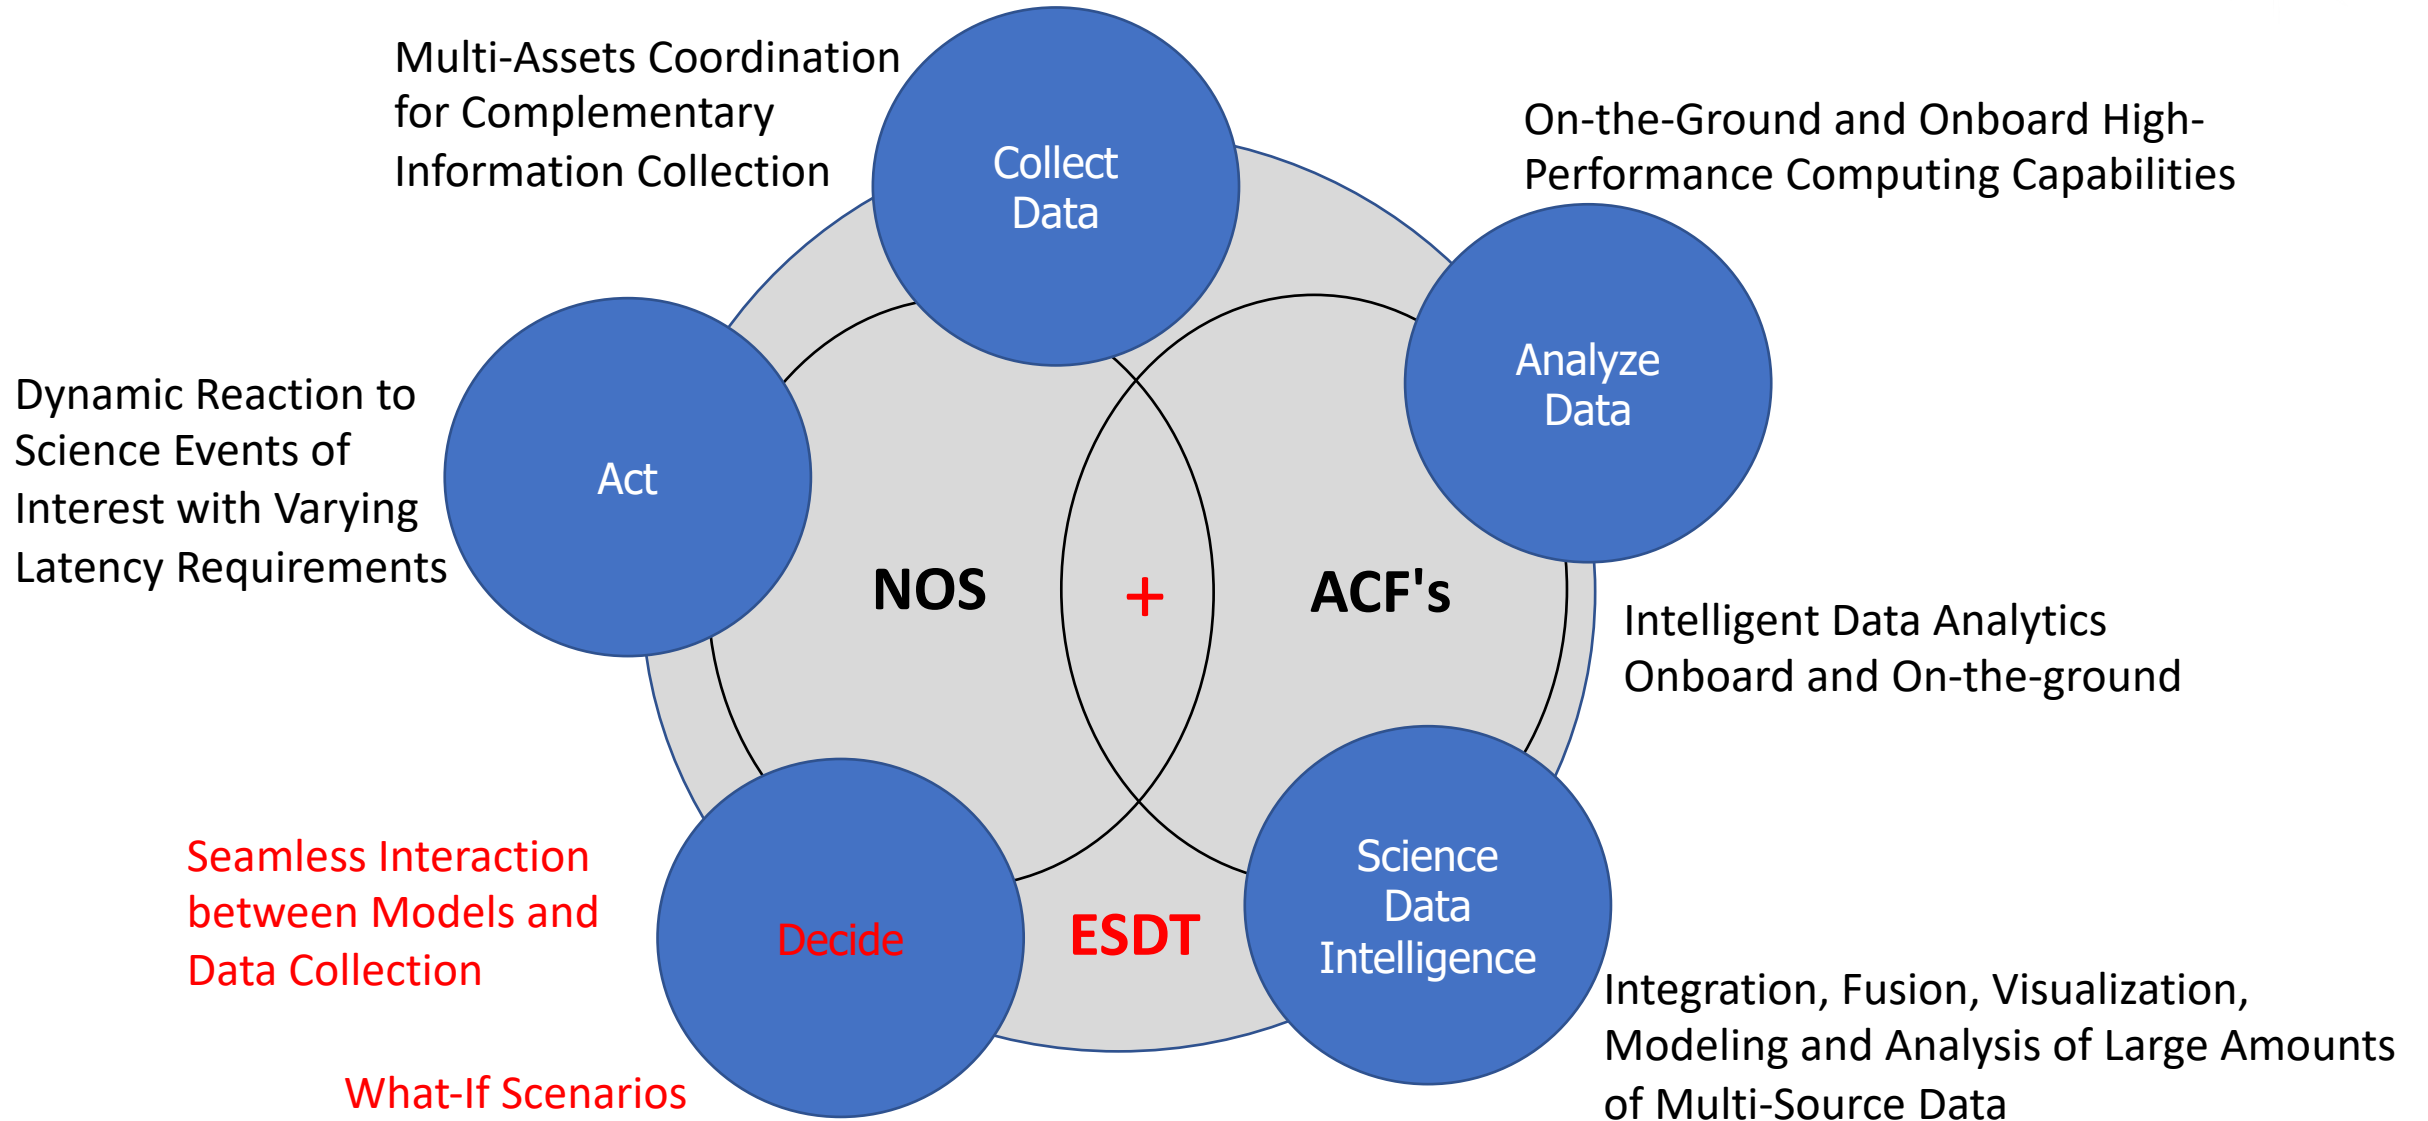 Multi-Assets Coordination
for Complementary
Information Collection
Collect
Data
On-the-Ground and Onboard High-
Performance Computing Capabilities
Analyze
Data
Dynamic Reaction to
Science Events of
Interest with Varying
Latency Requirements
Act
NOS
+
ACF's
Intelligent Data Analytics
Onboard and On-the-ground
Seamless Interaction
between Models and
Data Collection
Decide
ESDT
Science
Data
Intelligence
What-If Scenarios
Integration, Fusion, Visualization,
Modeling and Analysis of Large Amounts
of Multi-Source Data